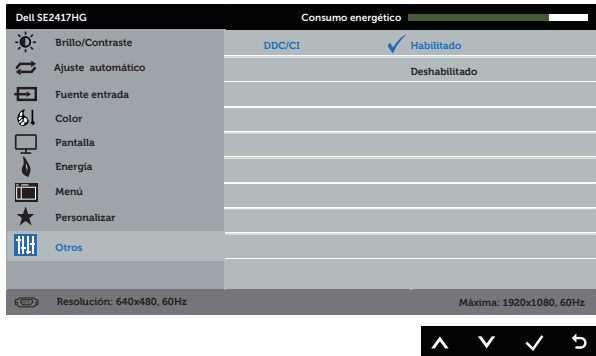 Dell SE2417HG Consumo energético
Brillo/Contraste DDC/CI Habilitado
Ajuste automático Deshabilitado
Fuente entrada
Color
Pantalla
Energía
Menú
Personalizar
Otros
Resolución: 640x480, 60Hz Máxima: 1920x1080, 60Hz